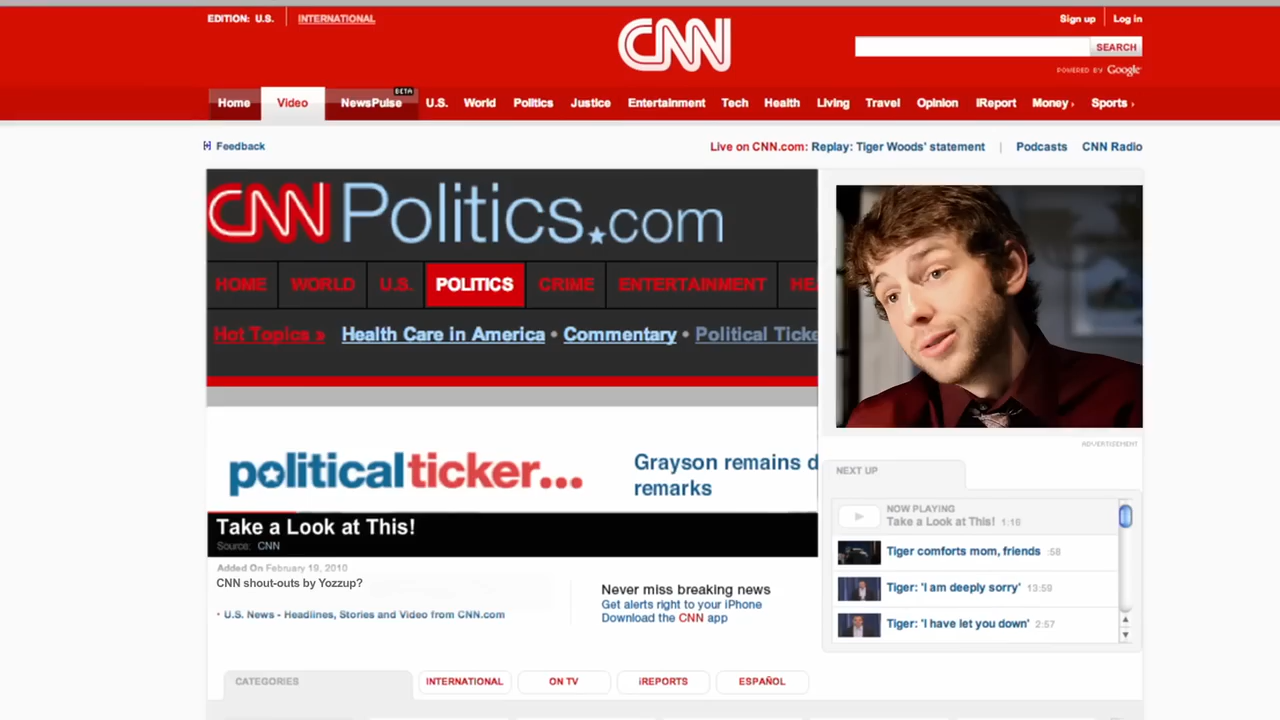 EDITION: U.S. INTERNATIONAL
CNN
Sign up Log in
SEARCH
POWERED BY Google
BETA
Home Video NewsPulse U.S. World Politics Justice Entertainment Tech Health Living Travel Opinion iReport Money › Sports ›
Feedback
Live on CNN.com: Replay: Tiger Woods' statement | Podcasts CNN Radio
CNN Politics.com
HOME WORLD U.S. POLITICS CRIME ENTERTAINMENT HEA
Hot Topics » Health Care in America • Commentary • Political Ticke
politicalticker...
Grayson remains d
remarks
Take a Look at This!
Source: CNN
Added On February 19, 2010
CNN shout-outs by Yozzup?
• U.S. News - Headlines, Stories and Video from CNN.com
Never miss breaking news
Get alerts right to your iPhone
Download the CNN app
ADVERTISEMENT
NEXT UP
NOW PLAYING
Take a Look at This! 1:16
Tiger comforts mom, friends :58
Tiger: 'I am deeply sorry' 13:59
Tiger: 'I have let you down' 2:57
CATEGORIES
INTERNATIONAL ON TV iREPORTS ESPAÑOL